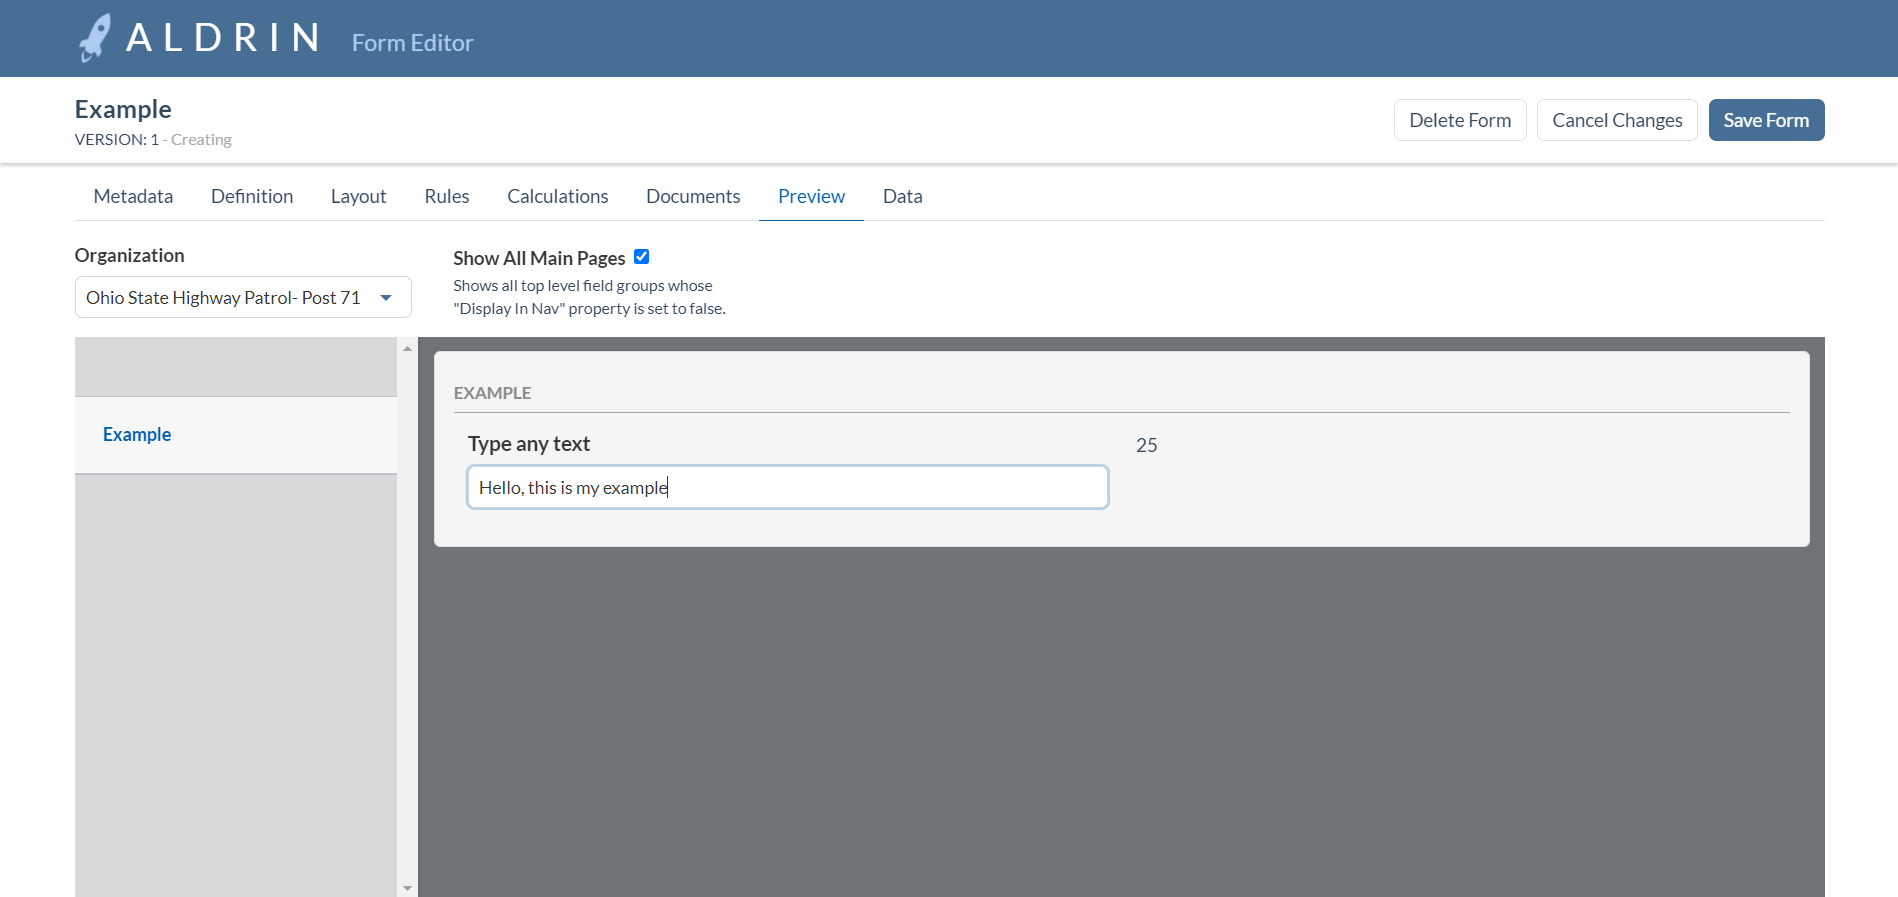 ALDRIN Form Editor
Example
VERSION: 1 - Creating
Delete Form Cancel Changes Save Form
Metadata Definition Layout Rules Calculations Documents Preview Data
Organization
Ohio State Highway Patrol- Post 71
Show All Main Pages
Shows all top level field groups whose
"Display In Nav" property is set to false.
Example
EXAMPLE
Type any text
25
Hello, this is my example